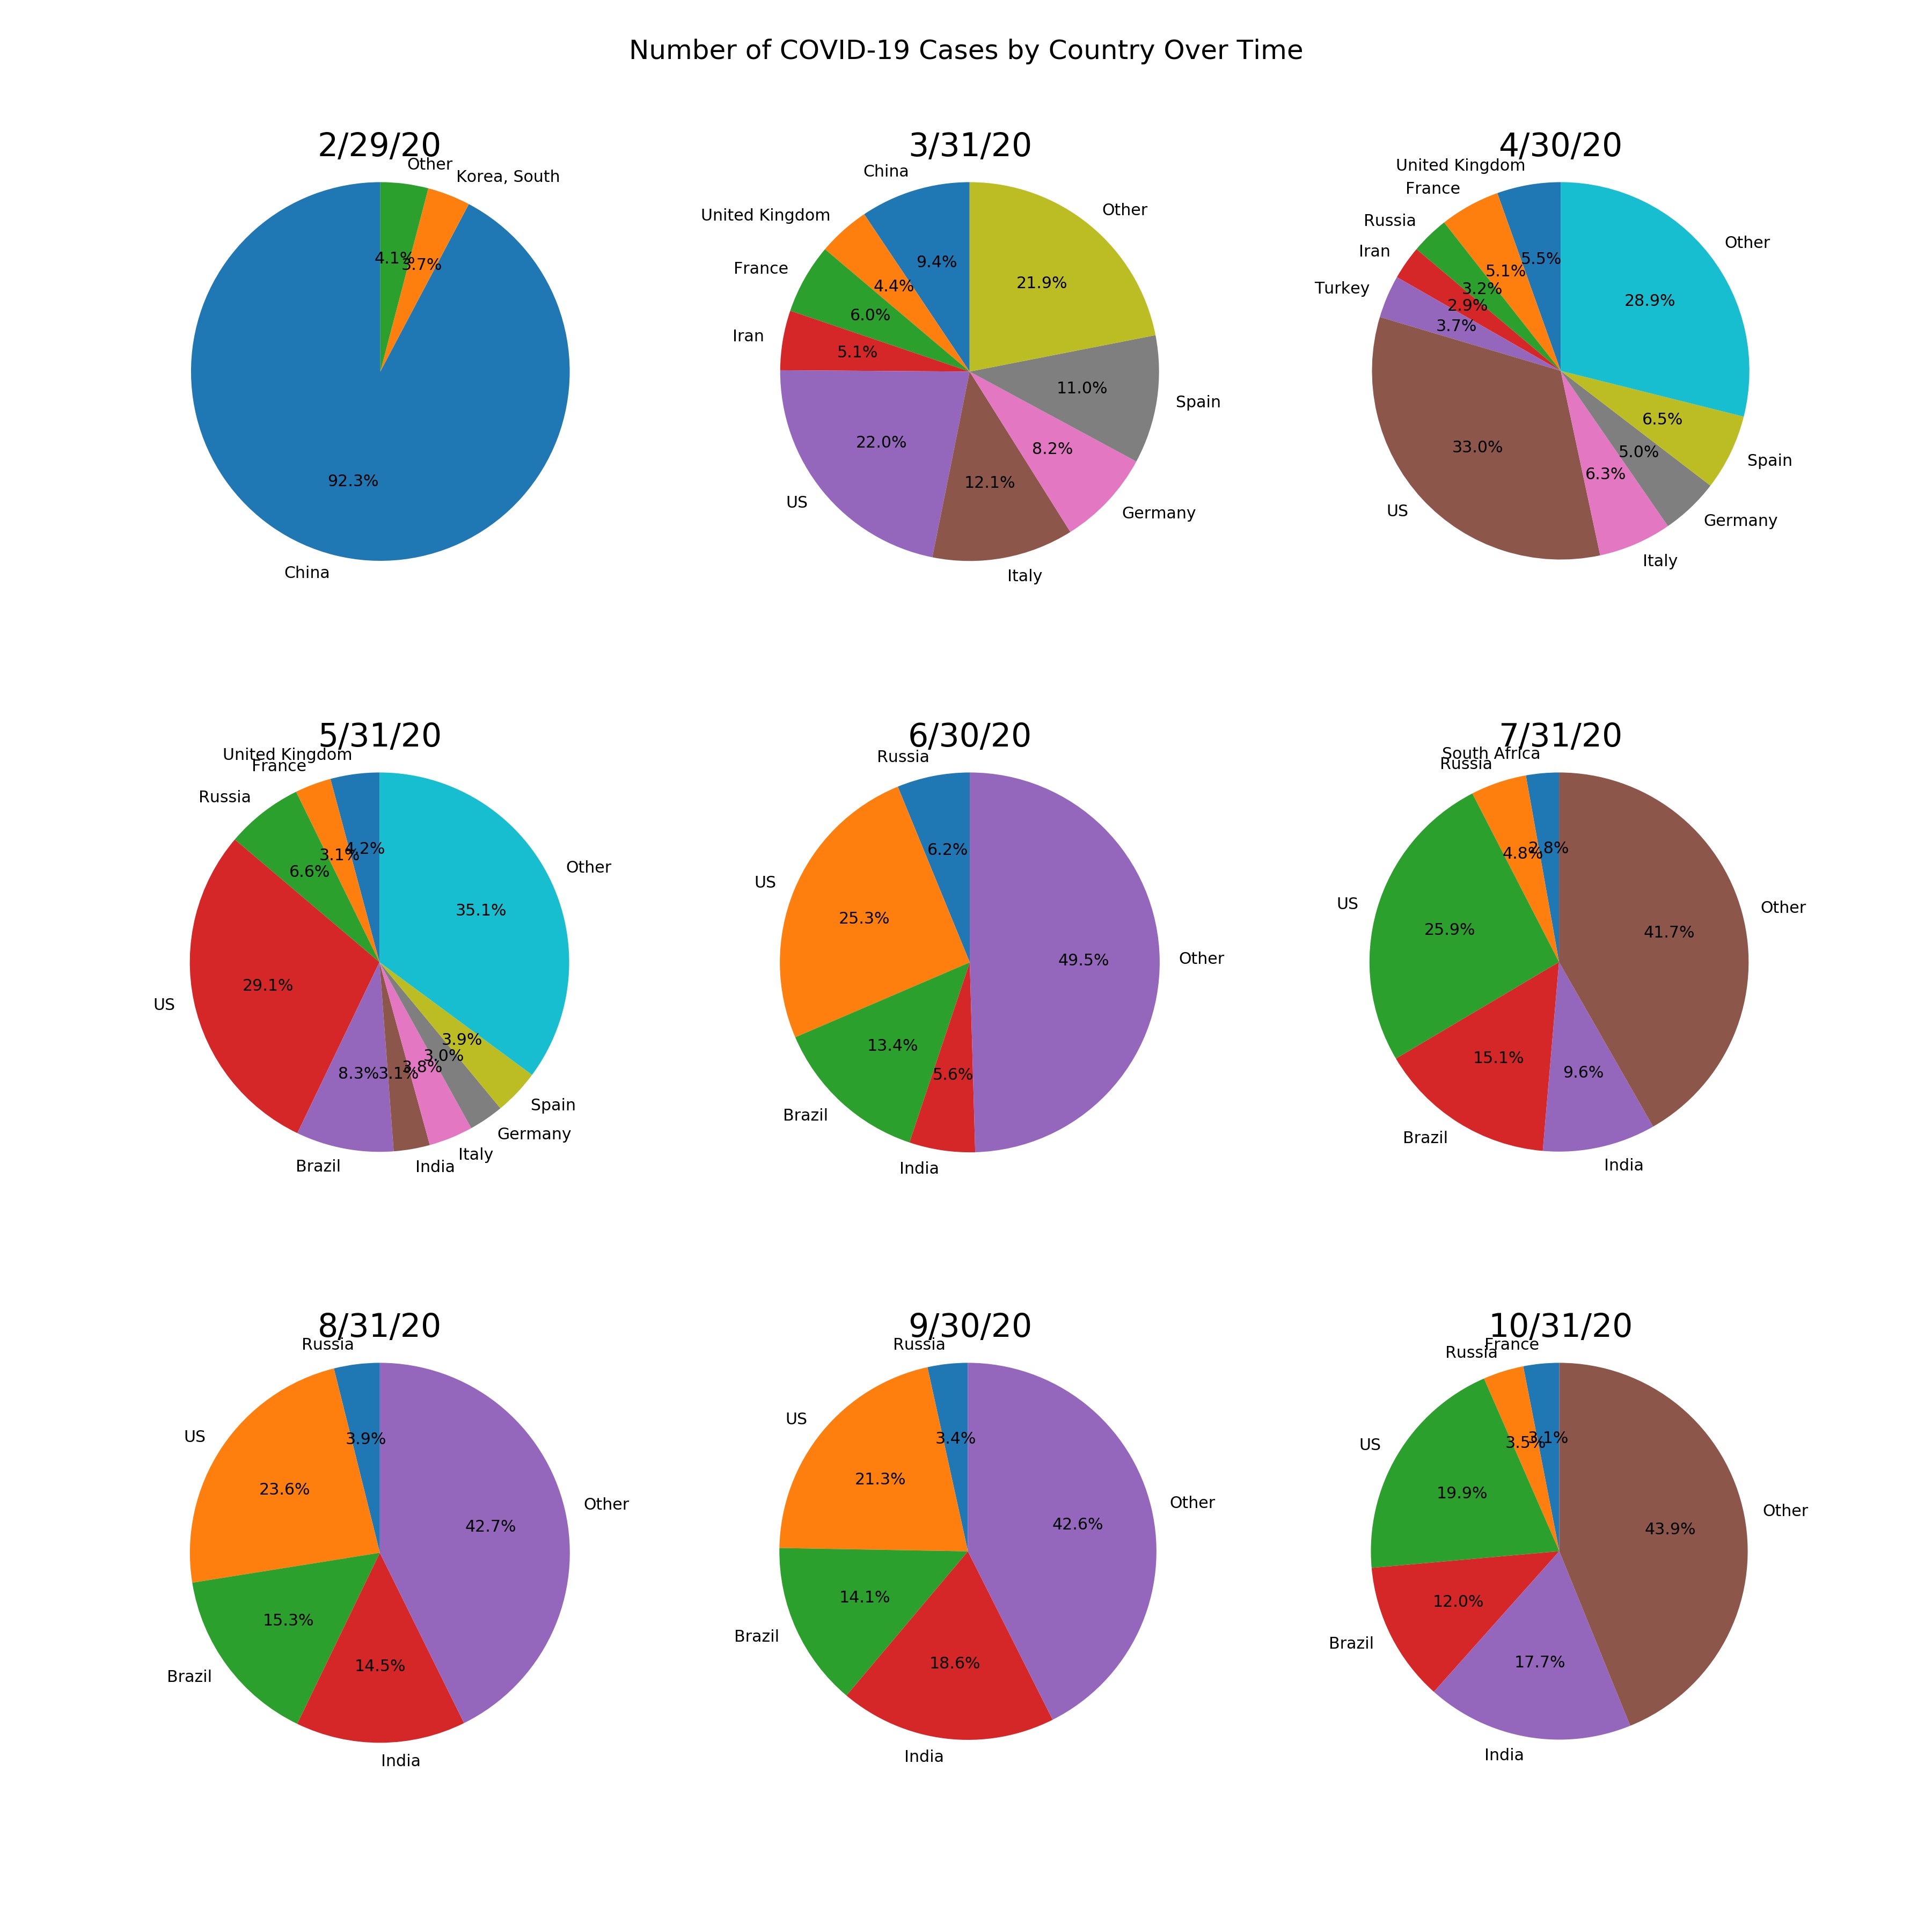 Number of COVID-19 Cases by Country Over Time
2/29/20
Other
Korea, South
4.1%
3.7%
92.3%
China
3/31/20
China
Other
United Kingdom
France
Iran
9.4%
21.9%
4.4%
6.0%
5.1%
11.0%
Spain
22.0%
8.2%
12.1%
US
Germany
Italy
4/30/20
United Kingdom
France
Russia
Iran
Turkey
Other
5.5%
5.1%
3.2%
2.9%
3.7%
28.9%
6.5%
33.0%
5.0%
6.3%
Spain
US
Germany
Italy
5/31/20
United Kingdom
France
Russia
4.2%
3.1%
6.6%
Other
35.1%
29.1%
US
3.9%
3.0%
3.8%
3.1%
8.3%
Spain
Germany
Italy
India
Brazil
6/30/20
Russia
6.2%
US
25.3%
49.5%
Other
13.4%
5.6%
Brazil
India
7/31/20
South Africa
Russia
2.8%
4.8%
US
25.9%
41.7%
Other
15.1%
9.6%
Brazil
India
8/31/20
Russia
US
3.9%
23.6%
Other
42.7%
15.3%
14.5%
Brazil
India
9/30/20
Russia
US
3.4%
21.3%
Other
42.6%
14.1%
18.6%
Brazil
India
10/31/20
France
Russia
US
3.1%
3.5%
19.9%
Other
43.9%
12.0%
17.7%
Brazil
India